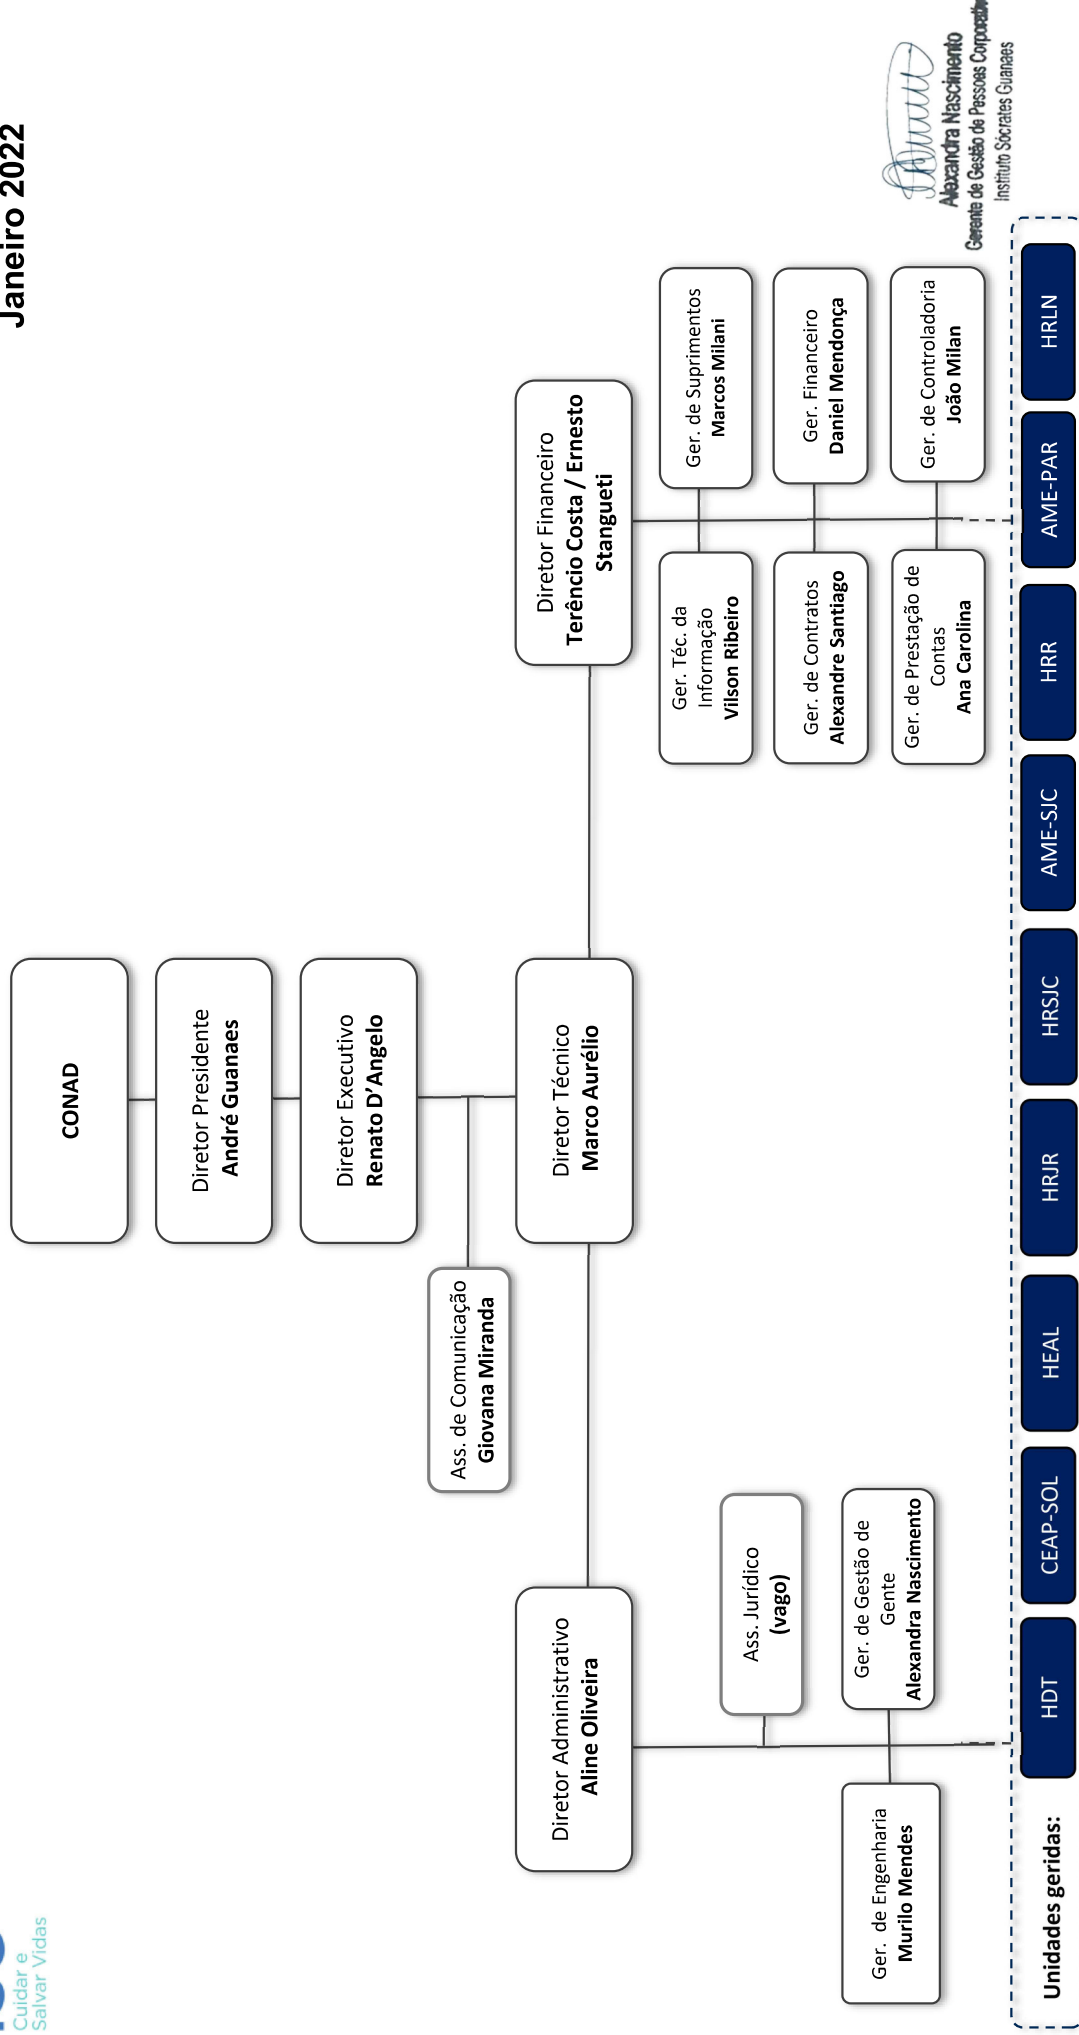 Janeiro 2022
Cuidar e
Salvar Vidas
CONAD
Diretor Presidente
André Guanaes
Diretor Executivo
Renato D’Angelo
Ass. de Comunicação
Giovana Miranda
Diretor Administrativo
Aline Oliveira
Diretor Técnico
Marco Aurélio
Diretor Financeiro
Terêncio Costa / Ernesto
Stangueti
Ass. Jurídico
(vago)
Ger. de Engenharia
Murilo Mendes
Ger. de Gestão de
Gente
Alexandra Nascimento
Ger. Téc. da
Informação
Vilson Ribeiro
Ger. de Suprimentos
Marcos Milani
Ger. de Contratos
Alexandre Santiago
Ger. Financeiro
Daniel Mendonça
Ger. de Prestação de
Contas
Ana Carolina
Ger. de Controladoria
João Milan
Alexandra Nascimento
Gerente de Gestão de Pessoas Corporativo
Instituto Sócrates Guanaes
Unidades geridas:
HDT
CEAP-SOL
HEAL
HRJR
HRSJC
AME-SJC
HRR
AME-PAR
HRLN